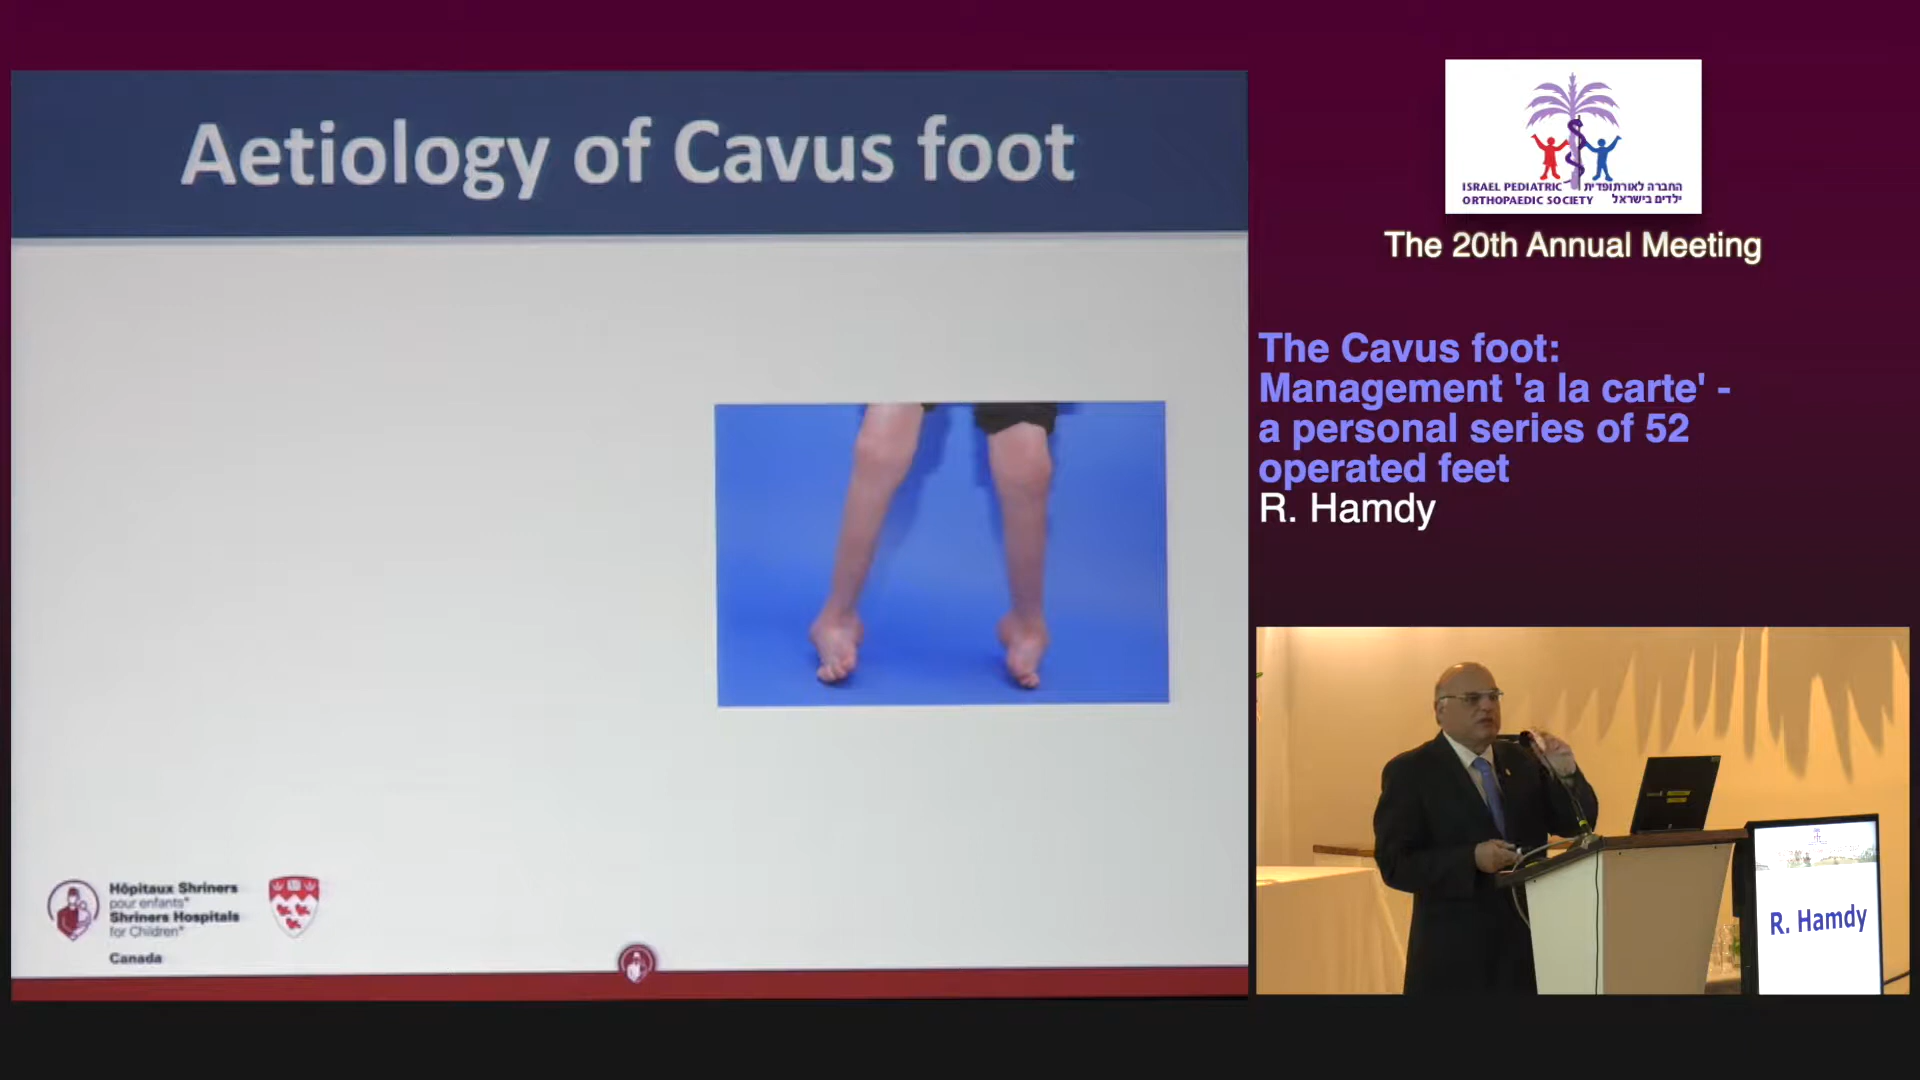 Aetiology of Cavus foot
Hôpitaux Shriners
pour enfants®
Shriners Hospitals
for Children®
Canada
ISRAEL PEDIATRIC
ORTHOPAEDIC SOCIETY
החברה לאורתופדית
ילדים בישראל
The 20th Annual Meeting
The Cavus foot:
Management 'a la carte' -
a personal series of 52
operated feet
R. Hamdy
R. Hamdy